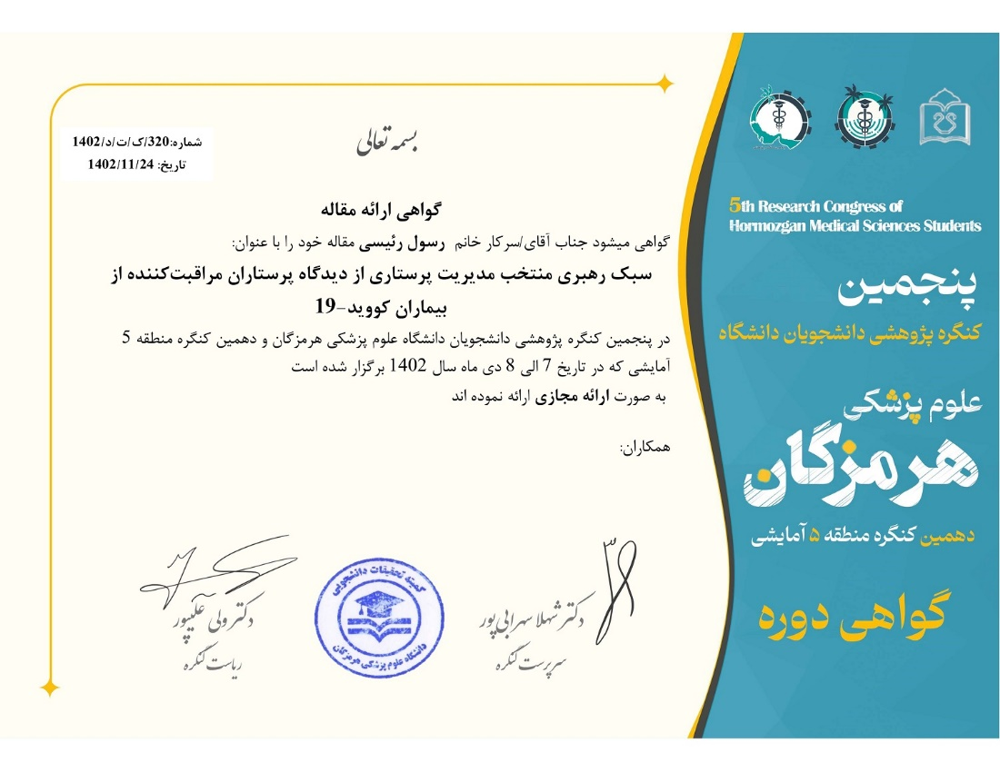 بسمه تعالی
شماره:320/ک/ت/د/1402
تاریخ: 1402/11/24
گواهی ارائه مقاله
گواهی میشود جناب آقای/سرکار خانم رسول رئیسی مقاله خود را با عنوان:
سبک رهبری منتخب مدیریت پرستاری از دیدگاه پرستاران مراقبت‌کننده از
بیماران کووید-19
در پنجمین کنگره پژوهشی دانشجویان دانشگاه علوم پزشکی هرمزگان و دهمین کنگره منطقه 5
آمایشی که در تاریخ 7 الی 8 دی ماه سال 1402 برگزار شده است
به صورت ارائه مجازی ارائه نموده اند
همکاران:
دکتر شهلا سهرابی پور
سرپرست کنگره
کمیته تحقیقات دانشجویی
دانشگاه علوم پزشکی هرمزگان
دکتر ولی علیپور
ریاست کنگره
5th Research Congress of
Hormozgan Medical Sciences Students
پنجمین
کنگره پژوهشی دانشجویان دانشگاه
علوم پزشکی
هرمزگان
دهمین کنگره منطقه ۵ آمایشی
گواهی دوره